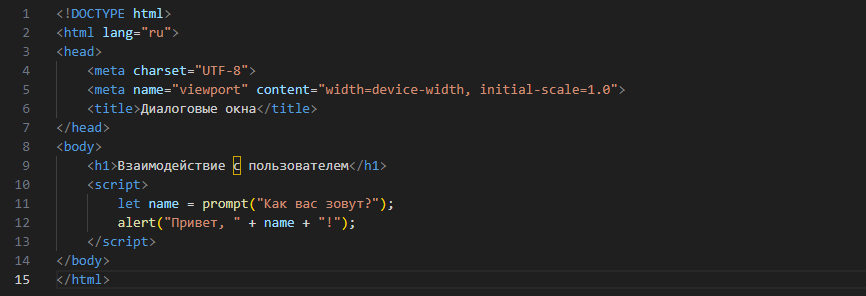 1 <!DOCTYPE html>
2 <html lang="ru">
3 <head>
4     <meta charset="UTF-8">
5     <meta name="viewport" content="width=device-width, initial-scale=1.0">
6     <title>Диалоговые окна</title>
7 </head>
8 <body>
9     <h1>Взаимодействие с пользователем</h1>
10     <script>
11         let name = prompt("Как вас зовут?");
12         alert("Привет, " + name + "!");
13     </script>
14 </body>
15 </html>